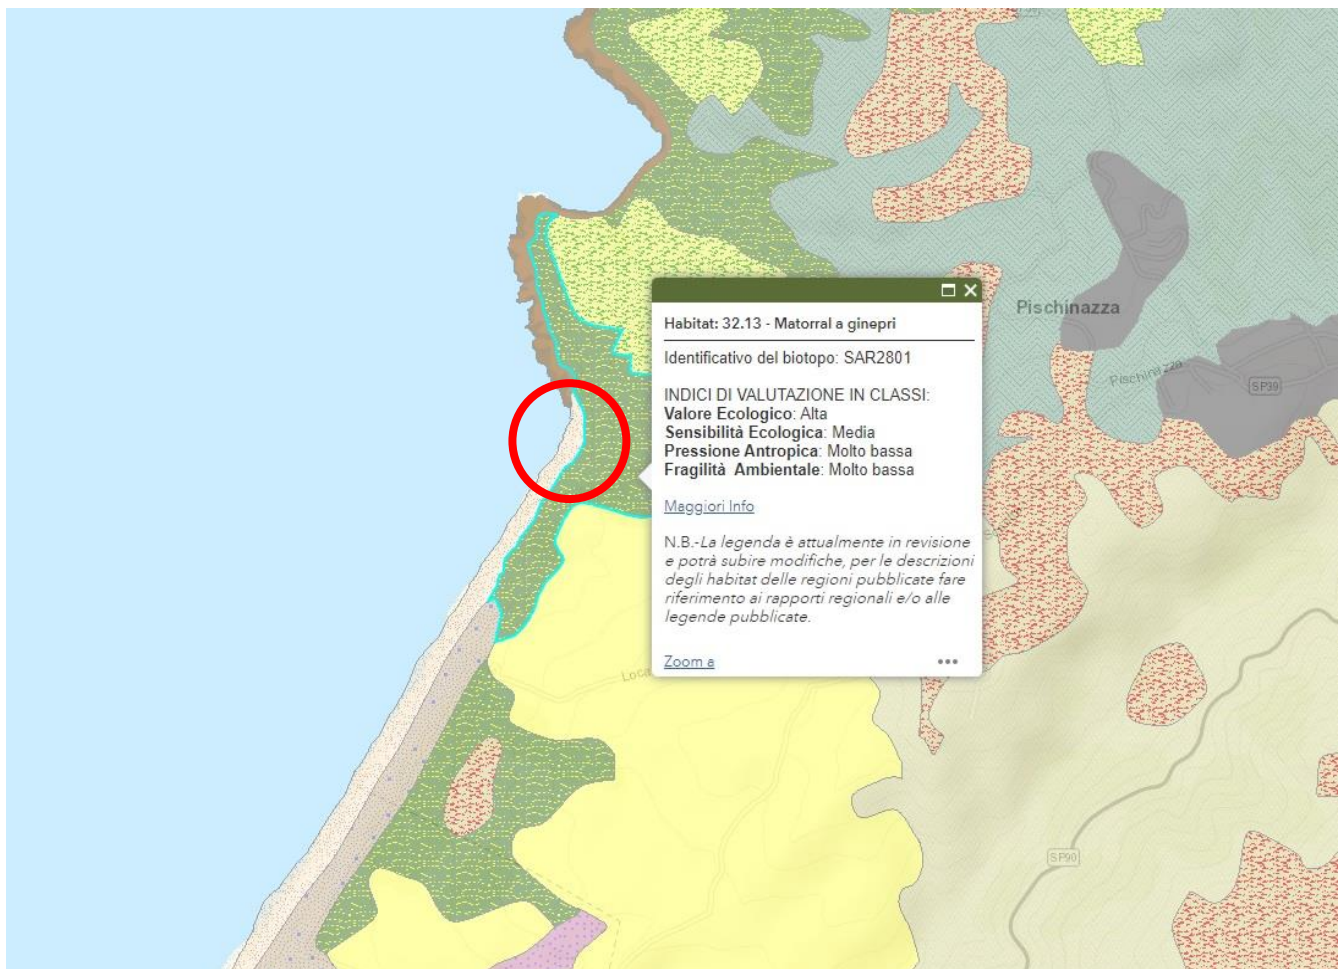 Pischinazza
Pischinazza
SP39
Habitat: 32.13 - Matorral a ginepri
Identificativo del biotopo: SAR2801
INDICI DI VALUTAZIONE IN CLASSI:
Valore Ecologico: Alta
Sensibilità Ecologica: Media
Pressione Antropica: Molto bassa
Fragilità Ambientale: Molto bassa
Maggiori Info
N.B.-La legenda è attualmente in revisione
e potrà subire modifiche, per le descrizioni
degli habitat delle regioni pubblicate fare
riferimento ai rapporti regionali e/o alle
legende pubblicate.
Zoom a
Loca
SP90